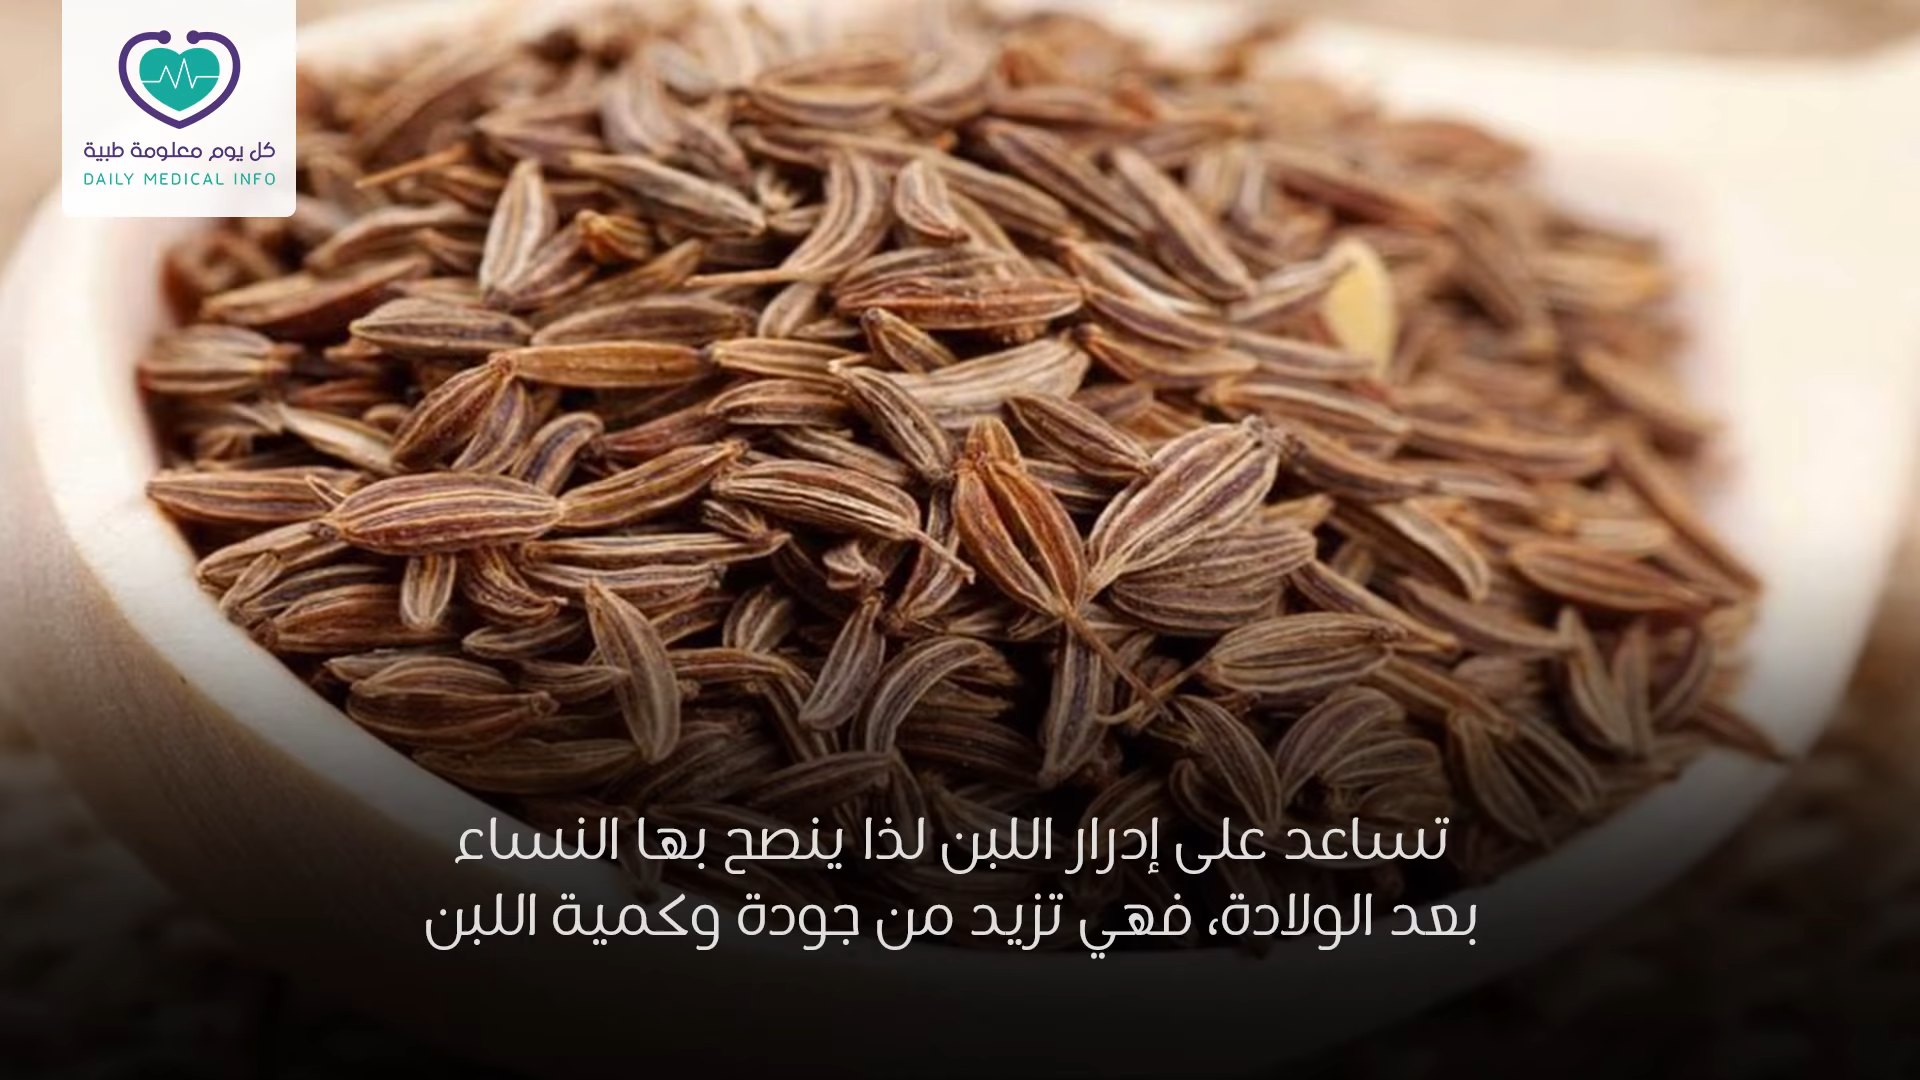 كل يوم معلومة طبية
DAILY MEDICAL INFO
تساعد على إدرار اللبن لذا ينصح بها النساء
بعد الولادة، فهي تزيد من جودة وكمية اللبن